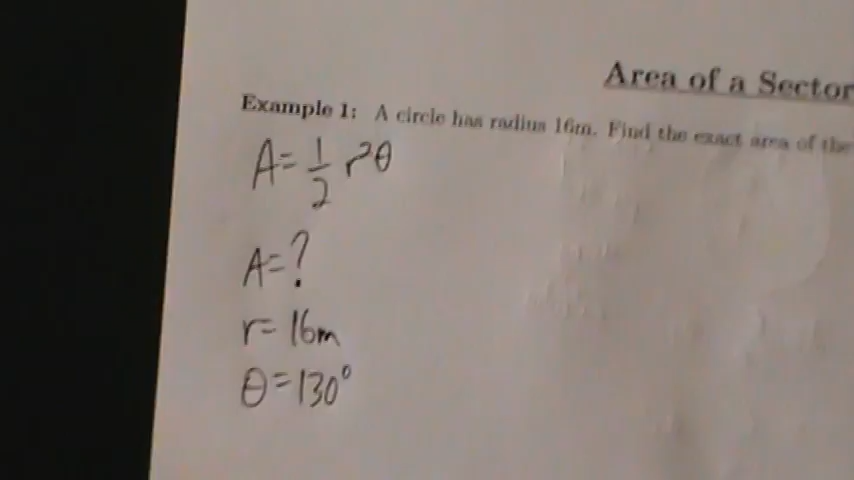 Area of a Sector
Example 1: A circle has radius 16m. Find the exact area of the
A = 1/2 r²θ
A = ?
r = 16m
θ = 130°